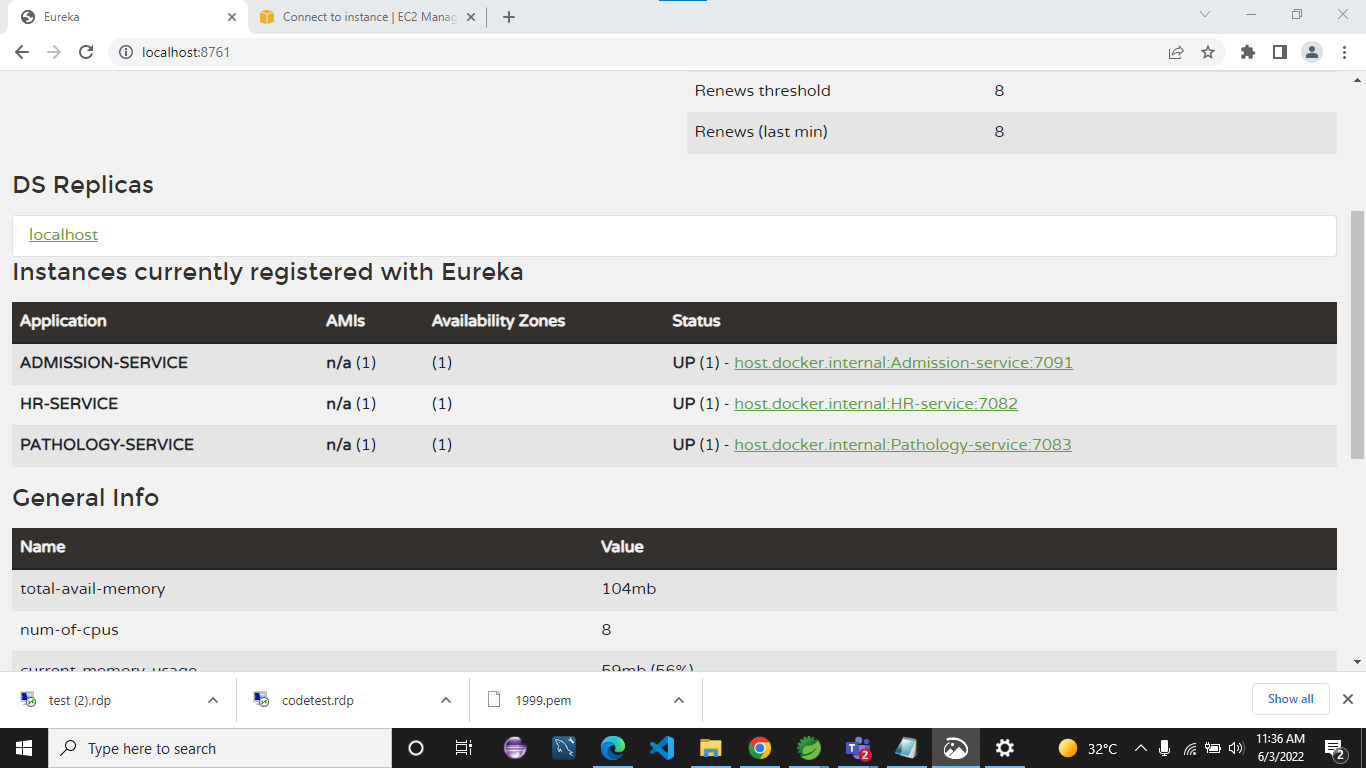 Eureka
Connect to instance | EC2 Manag
localhost:8761
Renews threshold 8
Renews (last min) 8
DS Replicas
localhost
Instances currently registered with Eureka
Application AMIs Availability Zones Status
ADMISSION-SERVICE n/a (1) (1) UP (1) - host.docker.internal:Admission-service:7091
HR-SERVICE n/a (1) (1) UP (1) - host.docker.internal:HR-service:7082
PATHOLOGY-SERVICE n/a (1) (1) UP (1) - host.docker.internal:Pathology-service:7083
General Info
Name Value
total-avail-memory 104mb
num-of-cpus 8
current-memory-usage 59mb (56%)
test (2).rdp codetest.rdp 1999.pem Show all
Type here to search 2 32°C 11:36 AM 2
6/3/2022